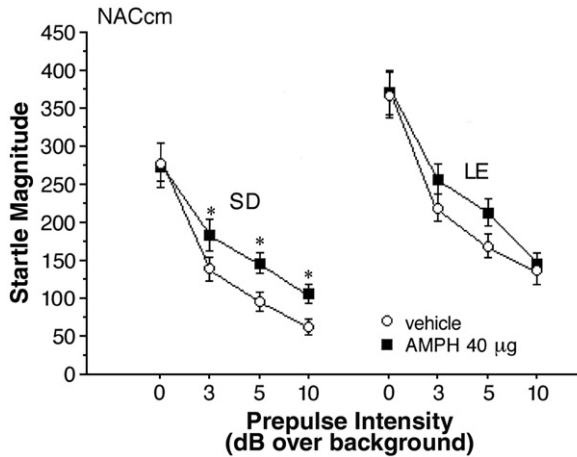 NACcm
Startle Magnitude
450
400
350
300
250
200
150
100
50
0
SD
*
*
*
LE
vehicle
AMPH 40 µg
0 3 5 10 0 3 5 10
Prepulse Intensity
(dB over background)